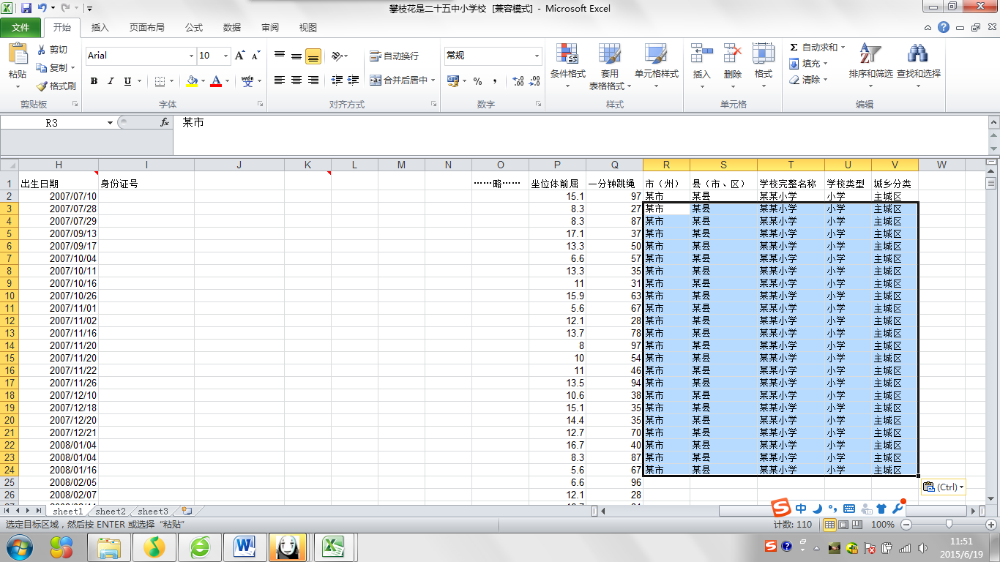 攀枝花是二十五中小学校 [兼容模式] - Microsoft Excel
文件 开始 插入 页面布局 公式 数据 审阅 视图
粘贴 剪切 复制 格式刷 Arial 10 自动换行 合并后居中 常规 条件格式 套用表格格式 单元格样式 插入 删除 格式 Σ 自动求和 填充 清除 排序和筛选 查找和选择
剪贴板 字体 对齐方式 数字 样式 单元格 编辑
R3 fx 某市
H I J K L M N O P Q R S T U V W
1 出生日期 身份证号 ……略…… 坐位体前屈 一分钟跳绳 市（州） 县（市、区） 学校完整名称 学校类型 城乡分类
2 2007/07/10 15.1 97 某市 某县 某某小学 小学 主城区
3 2007/07/28 8.3 27 某市 某县 某某小学 小学 主城区
4 2007/07/29 8.3 87 某市 某县 某某小学 小学 主城区
5 2007/09/13 17.1 37 某市 某县 某某小学 小学 主城区
6 2007/09/17 13.3 50 某市 某县 某某小学 小学 主城区
7 2007/10/04 6.6 57 某市 某县 某某小学 小学 主城区
8 2007/10/11 13.3 35 某市 某县 某某小学 小学 主城区
9 2007/10/16 11 31 某市 某县 某某小学 小学 主城区
10 2007/10/26 15.9 63 某市 某县 某某小学 小学 主城区
11 2007/11/01 5.6 67 某市 某县 某某小学 小学 主城区
12 2007/11/02 12.1 28 某市 某县 某某小学 小学 主城区
13 2007/11/16 13.7 78 某市 某县 某某小学 小学 主城区
14 2007/11/20 8 97 某市 某县 某某小学 小学 主城区
15 2007/11/20 10 54 某市 某县 某某小学 小学 主城区
16 2007/11/22 11 46 某市 某县 某某小学 小学 主城区
17 2007/11/26 13.5 94 某市 某县 某某小学 小学 主城区
18 2007/12/10 10.6 38 某市 某县 某某小学 小学 主城区
19 2007/12/18 15.1 35 某市 某县 某某小学 小学 主城区
20 2007/12/20 14.4 35 某市 某县 某某小学 小学 主城区
21 2007/12/21 12.7 70 某市 某县 某某小学 小学 主城区
22 2008/01/04 16.7 40 某市 某县 某某小学 小学 主城区
23 2008/01/04 8.3 87 某市 某县 某某小学 小学 主城区
24 2008/01/16 5.6 67 某市 某县 某某小学 小学 主城区
25 2008/02/05 6.6 96
26 2008/02/07 12.1 28
(Ctrl)
sheet1 sheet2 sheet3 中
选定目标区域，然后按 ENTER 或选择“粘贴” 计数: 110 100%
11:51
2015/6/19